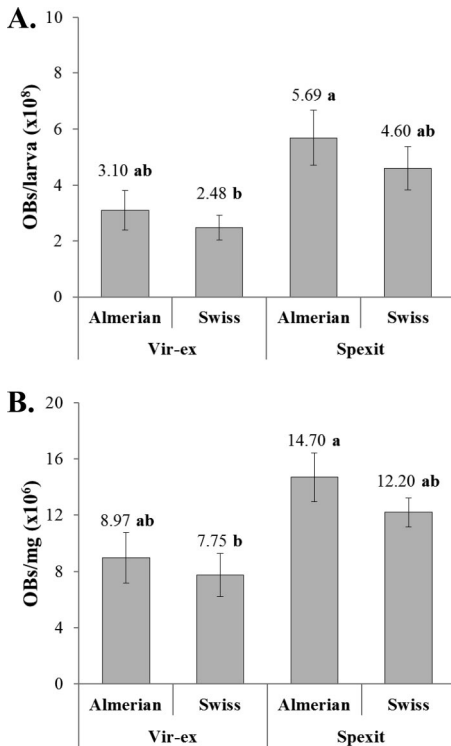 A.
10
8
6
4
2
0
OBs/larva (x10⁸)
3.10 ab
2.48 b
5.69 a
4.60 ab
Almerian Swiss Almerian Swiss
Vir-ex Spexit
B.
20
16
12
8
4
0
OBs/mg (x10⁶)
8.97 ab
7.75 b
14.70 a
12.20 ab
Almerian Swiss Almerian Swiss
Vir-ex Spexit